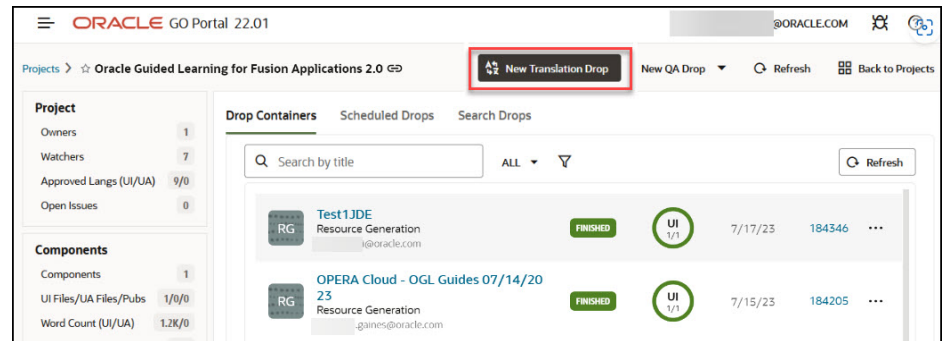 ORACLE GO Portal 22.01
@ORACLE.COM
Projects > Oracle Guided Learning for Fusion Applications 2.0
New Translation Drop
New QA Drop
Refresh
Back to Projects
Project
Owners 1
Watchers 7
Approved Langs (UI/UA) 9/0
Open Issues 0
Components
Components 1
UI Files/UA Files/Pubs 1/0/0
Word Count (UI/UA) 1.2K/0
Drop Containers Scheduled Drops Search Drops
Search by title
ALL
Refresh
RG
Test1JDE
Resource Generation
@oracle.com
FINISHED
UI
1/1
7/17/23
184346
RG
OPERA Cloud - OGL Guides 07/14/20
23
Resource Generation
.gaines@oracle.com
FINISHED
UI
1/1
7/15/23
184205